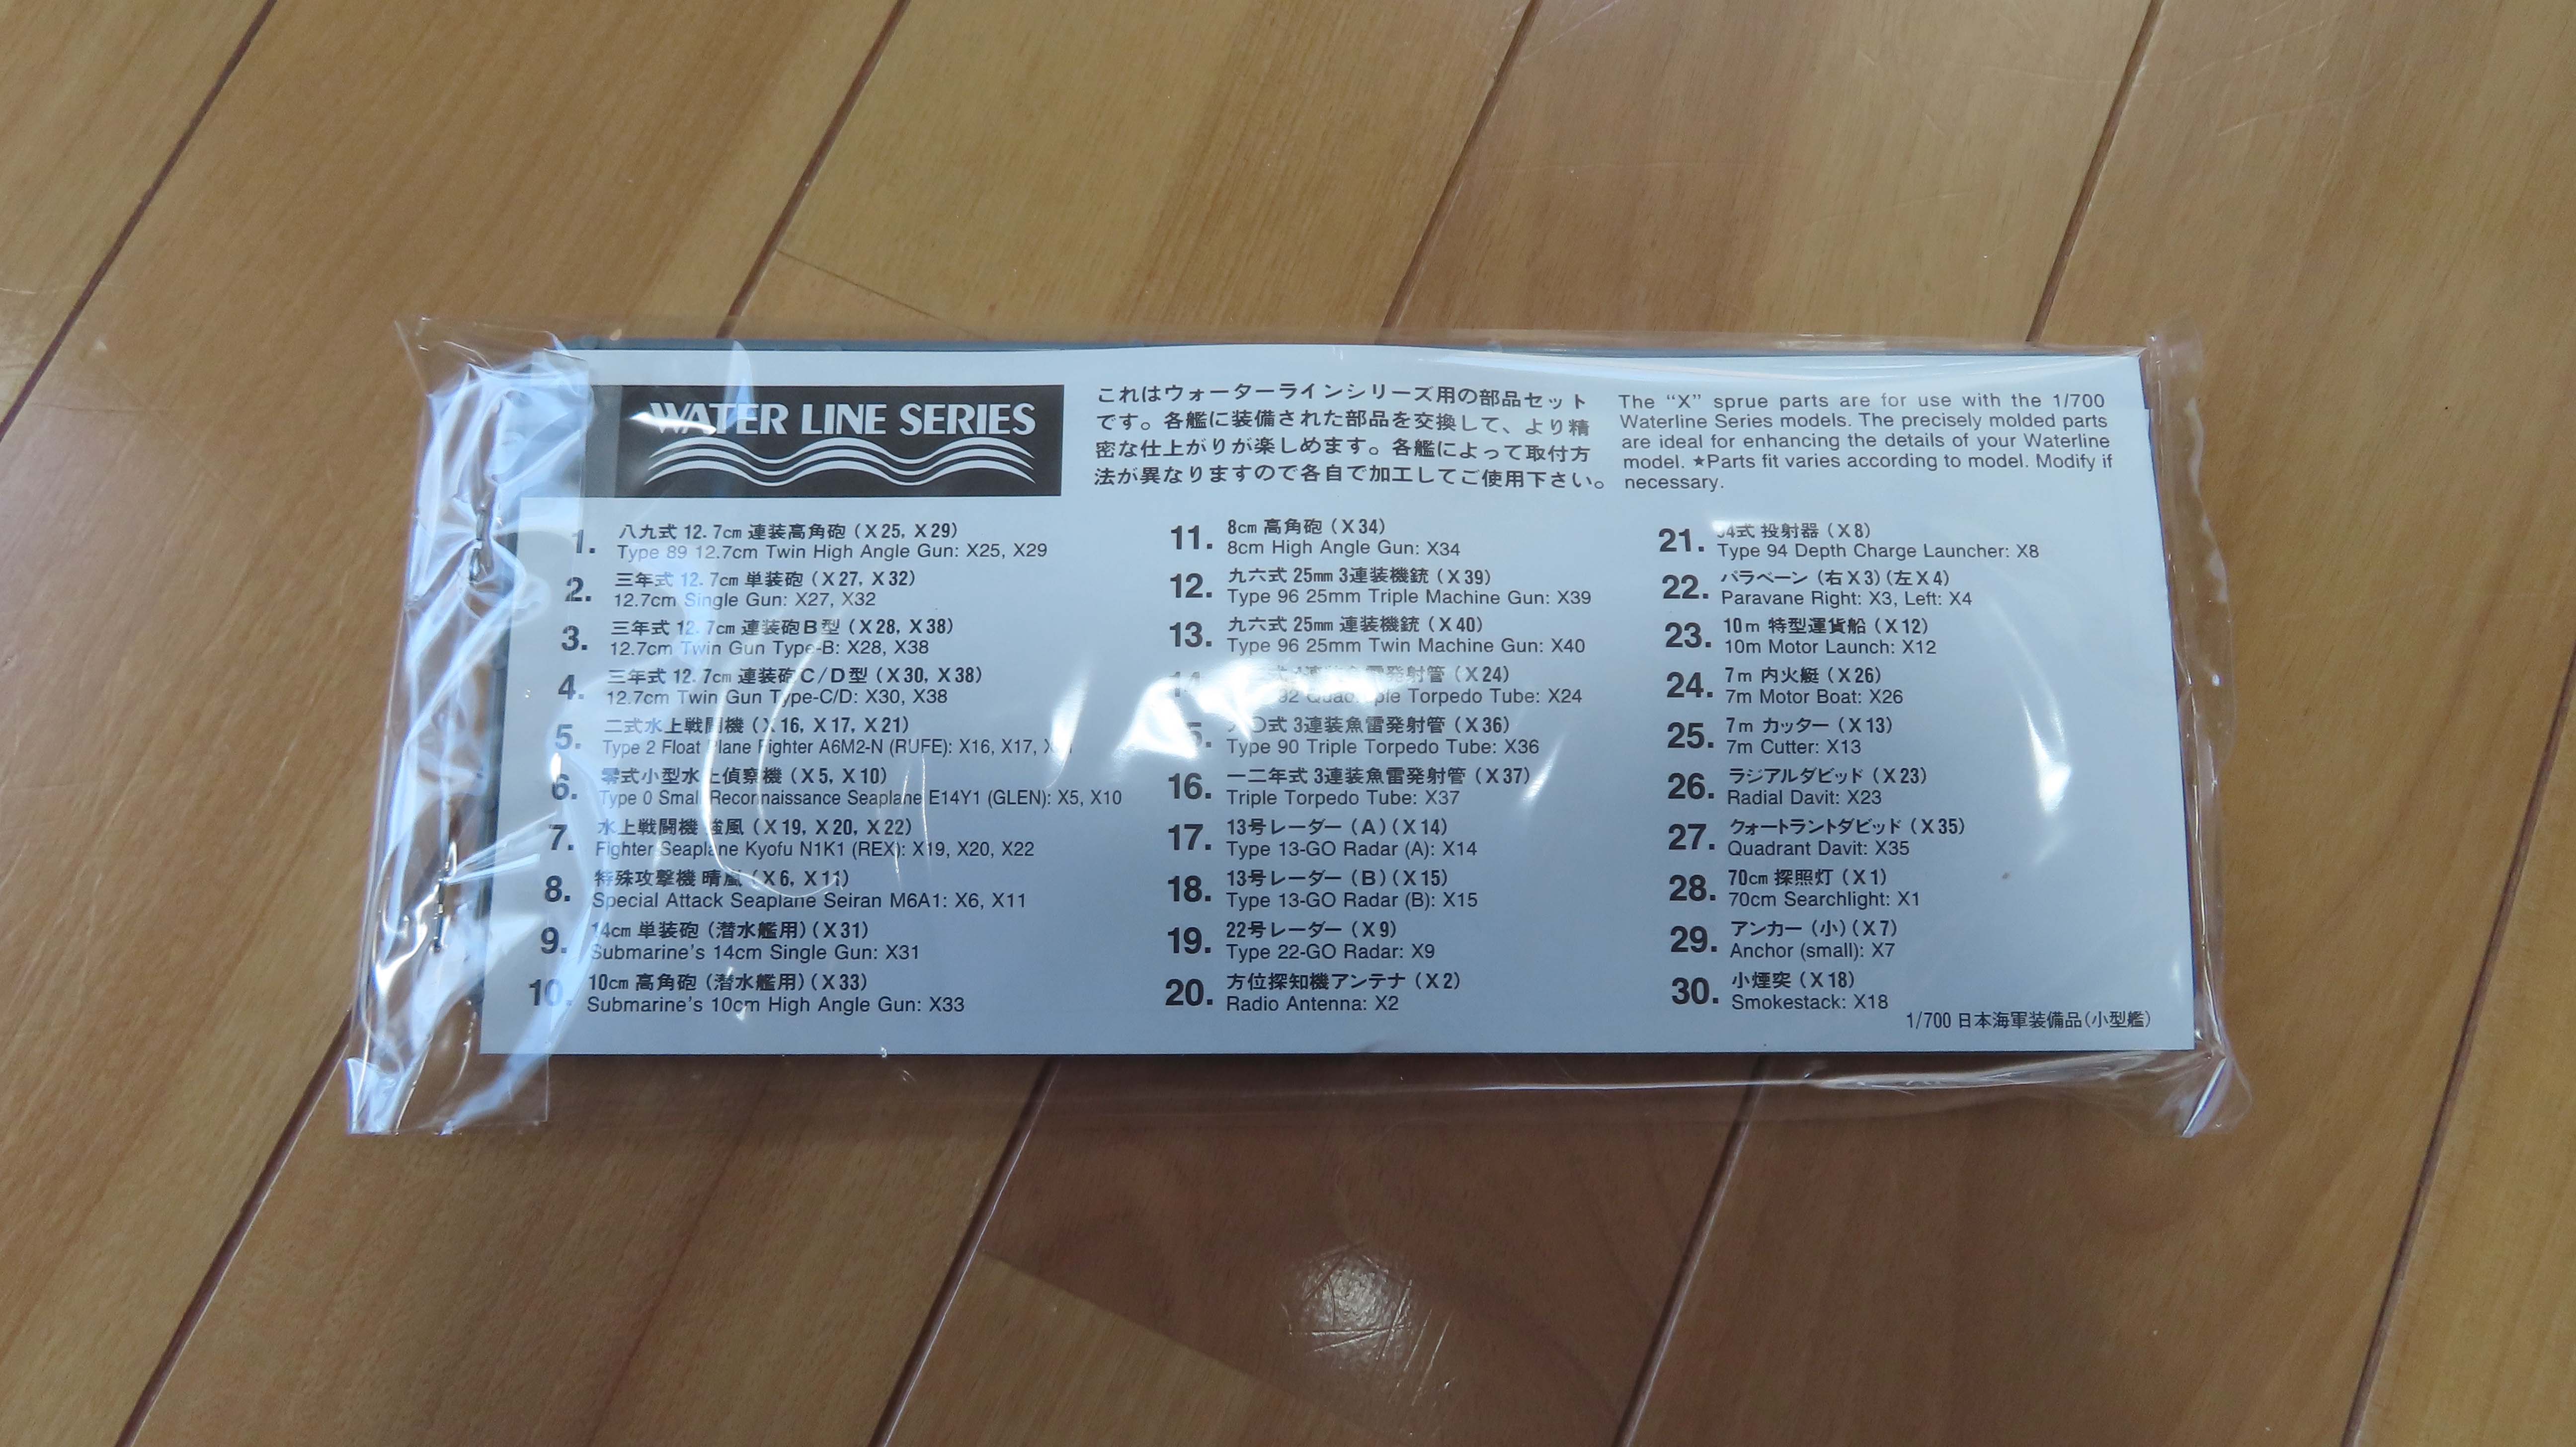 WATER LINE SERIES
これはウォーターラインシリーズ用の部品セット
です。各艦に装備された部品を交換して、より精
密な仕上がりが楽しめます。各艦によって取付方
法が異なりますので各自で加工してご使用下さい。
The “X” sprue parts are for use with the 1/700
Waterline Series models. The precisely molded parts
are ideal for enhancing the details of your Waterline
model. ★Parts fit varies according to model. Modify if
necessary.
1. 八九式 12.7cm 連装高角砲 (X25, X29)
Type 89 12.7cm Twin High Angle Gun: X25, X29
2. 三年式 12.7cm 単装砲 (X27, X32)
12.7cm Single Gun: X27, X32
3. 三年式 12.7cm 連装砲B型 (X28, X38)
12.7cm Twin Gun Type-B: X28, X38
4. 三年式 12.7cm 連装砲C/D型 (X30, X38)
12.7cm Twin Gun Type-C/D: X30, X38
5. 二式水上戦闘機 (X16, X17, X21)
Type 2 Float Plane Fighter A6M2-N (RUFE): X16, X17,
6. 零式小型水上偵察機 (X5, X10)
Type 0 Small Reconnaissance Seaplane E14Y1 (GLEN): X5, X10
7. 水上戦闘機 強風 (X19, X20, X22)
Fighter Seaplane Kyofu N1K1 (REX): X19, X20, X22
8. 特殊攻撃機 晴嵐 (X6, X11)
Special Attack Seaplane Seiran M6A1: X6, X11
9. 14cm 単装砲 (潜水艦用) (X31)
Submarine's 14cm Single Gun: X31
10. 10cm 高角砲 (潜水艦用) (X33)
Submarine's 10cm High Angle Gun: X33
11. 8cm 高角砲 (X34)
8cm High Angle Gun: X34
12. 九六式 25mm 3連装機銃 (X39)
Type 96 25mm Triple Machine Gun: X39
13. 九六式 25mm 連装機銃 (X40)
Type 96 25mm Twin Machine Gun: X40
14. 魚雷発射管 (X24)
Torpedo Tube: X24
九〇式 3連装魚雷発射管 (X36)
Type 90 Triple Torpedo Tube: X36
16. 一二年式 3連装魚雷発射管 (X37)
Triple Torpedo Tube: X37
17. 13号レーダー (A) (X14)
Type 13-GO Radar (A): X14
18. 13号レーダー (B) (X15)
Type 13-GO Radar (B): X15
19. 22号レーダー (X9)
Type 22-GO Radar: X9
20. 方位探知機アンテナ (X2)
Radio Antenna: X2
21. 投射器 (X8)
Type 94 Depth Charge Launcher: X8
22. パラベーン (右X3) (左X4)
Paravane Right: X3, Left: X4
23. 10m 特型運貨船 (X12)
10m Motor Launch: X12
24. 7m 内火艇 (X26)
7m Motor Boat: X26
25. 7m カッター (X13)
7m Cutter: X13
26. ラジアルダビッド (X23)
Radial Davit: X23
27. クォートラントダビッド (X35)
Quadrant Davit: X35
28. 70cm 探照灯 (X1)
70cm Searchlight: X1
29. アンカー (小) (X7)
Anchor (small): X7
30. 小煙突 (X18)
Smokestack: X18
1/700 日本海軍装備品(小型艦)